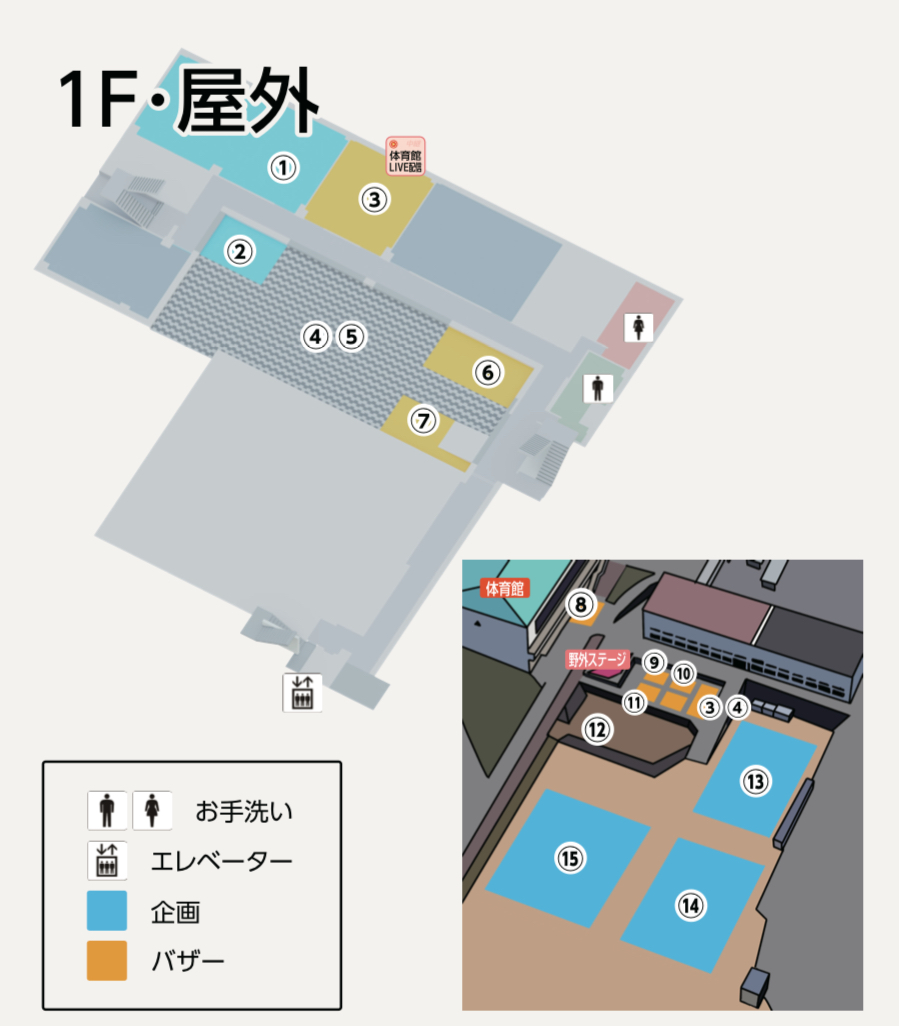 1F・屋外
体育館
LIVE配信
①
③
②
④ ⑤
⑥
⑦
体育館
⑧
野外ステージ
⑨
⑩
⑪
③ ④
⑫
⑬
⑮
⑭
お手洗い
エレベーター
企画
バザー